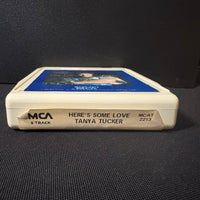 MCA
8 TRACK
HERE'S SOME LOVE
TANYA TUCKER
MCAT
2213